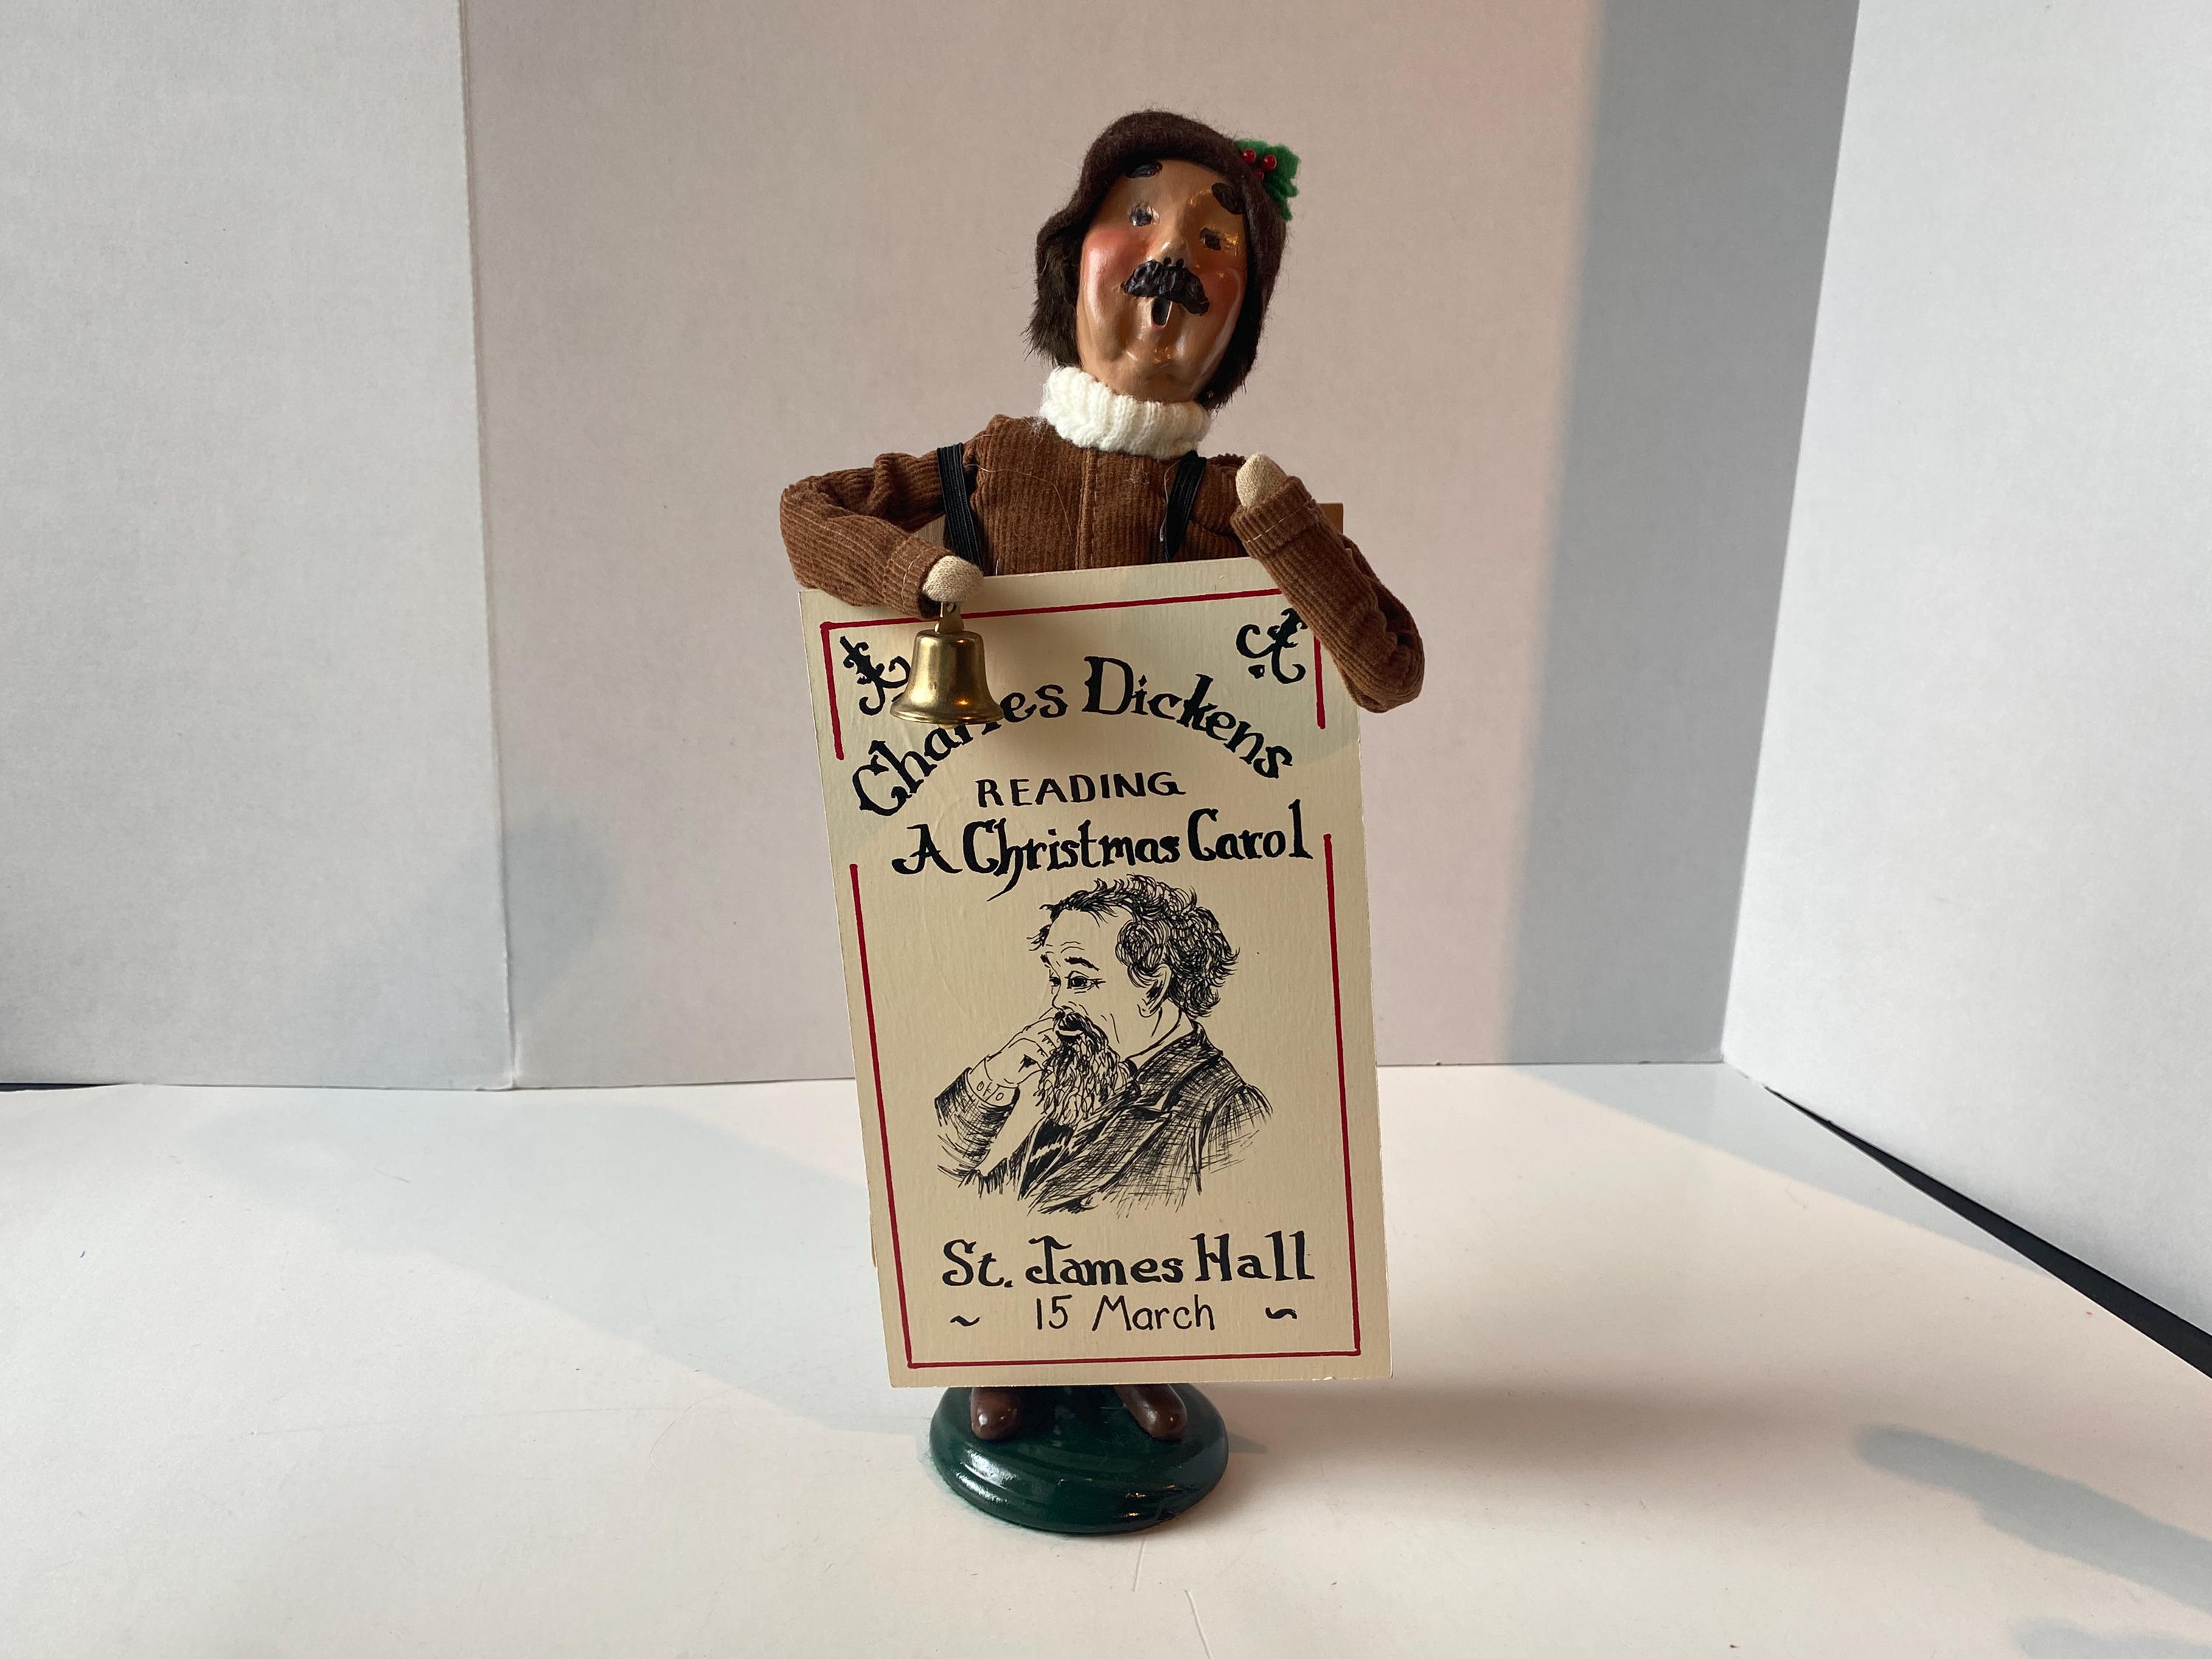 Charles Dickens
READING
A Christmas Carol
St. James Hall
~ 15 March ~